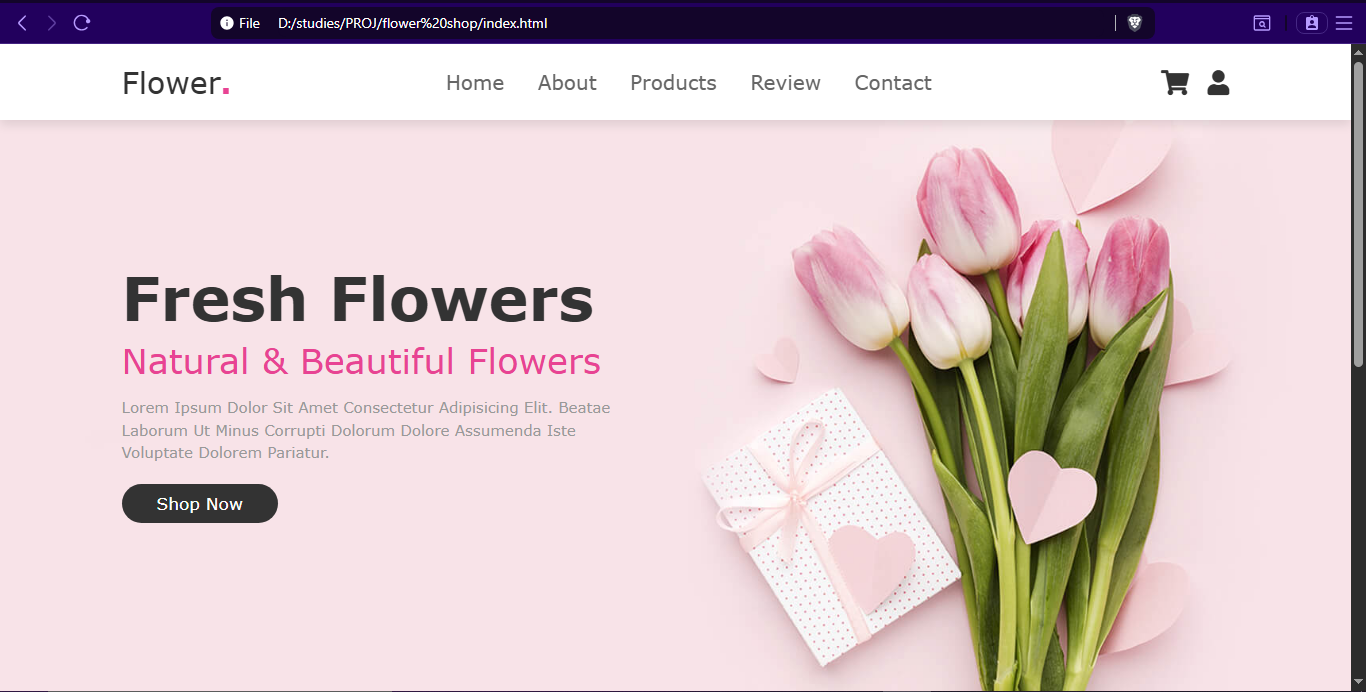 File D:/studies/PROJ/flower%20shop/index.html
Flower.
Home About Products Review Contact
Fresh Flowers
Natural & Beautiful Flowers
Lorem Ipsum Dolor Sit Amet Consectetur Adipisicing Elit. Beatae
Laborum Ut Minus Corrupti Dolorum Dolore Assumenda Iste
Voluptate Dolorem Pariatur.
Shop Now